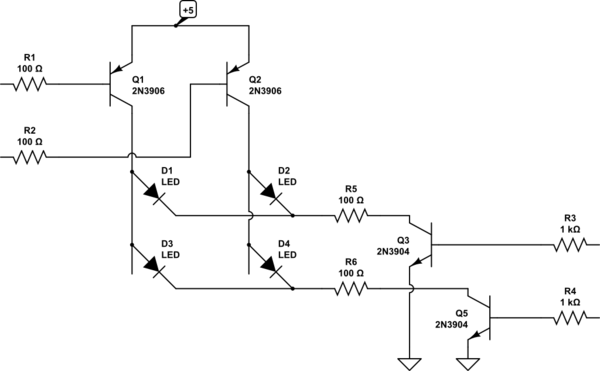 +5
R1
100 Ω
Q1
2N3906
Q2
2N3906
R2
100 Ω
D1
LED
D2
LED
R5
100 Ω
R3
1 kΩ
Q3
2N3904
D3
LED
D4
LED
R6
100 Ω
R4
1 kΩ
Q5
2N3904